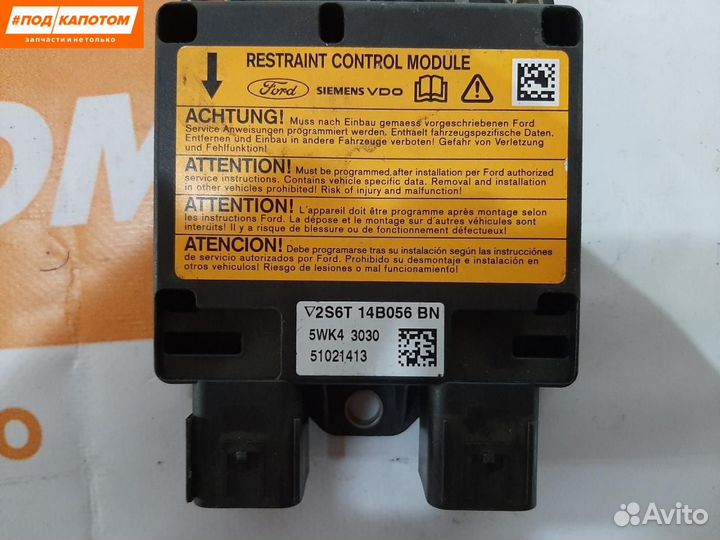 #ПОД КАПОТОМ
запчасти и не только
RESTRAINT CONTROL MODULE
Ford SIEMENS VDO
ACHTUNG! Muss nach Einbau gemaess vorgeschriebenen Ford
Service Anweisungen programmiert werden. Enthaelt fahrzeugspezifische Daten.
Entfernen und Einbau in andere Fahrzeuge verboten! Gefahr von Verletzung
und Fehlfunktion!
ATTENTION! Must be programmed,after installation per Ford authorized
service instructions. Contains vehicle specific data. Removal and installation
in other vehicles prohibited! Risk of injury and malfunction!
ATTENTION! L'appareil doit être programme après montage selon
les instructions Ford. La dépose et le montage sur d'autres véhicules sont
interduits! Il y a risque de blessure ou de fonctionnement défectueux!
ATENCION! Debe programarse tras su instalación según las instrucciónes
de servicio autorizados por Ford. Prohibido su desmontaje e instalación en
otros vehiculos! Riesgo de lesiones o mal funcionamiento!
▽2S6T 14B056 BN
5WK4 3030
51021413
ОМ
о
Avito